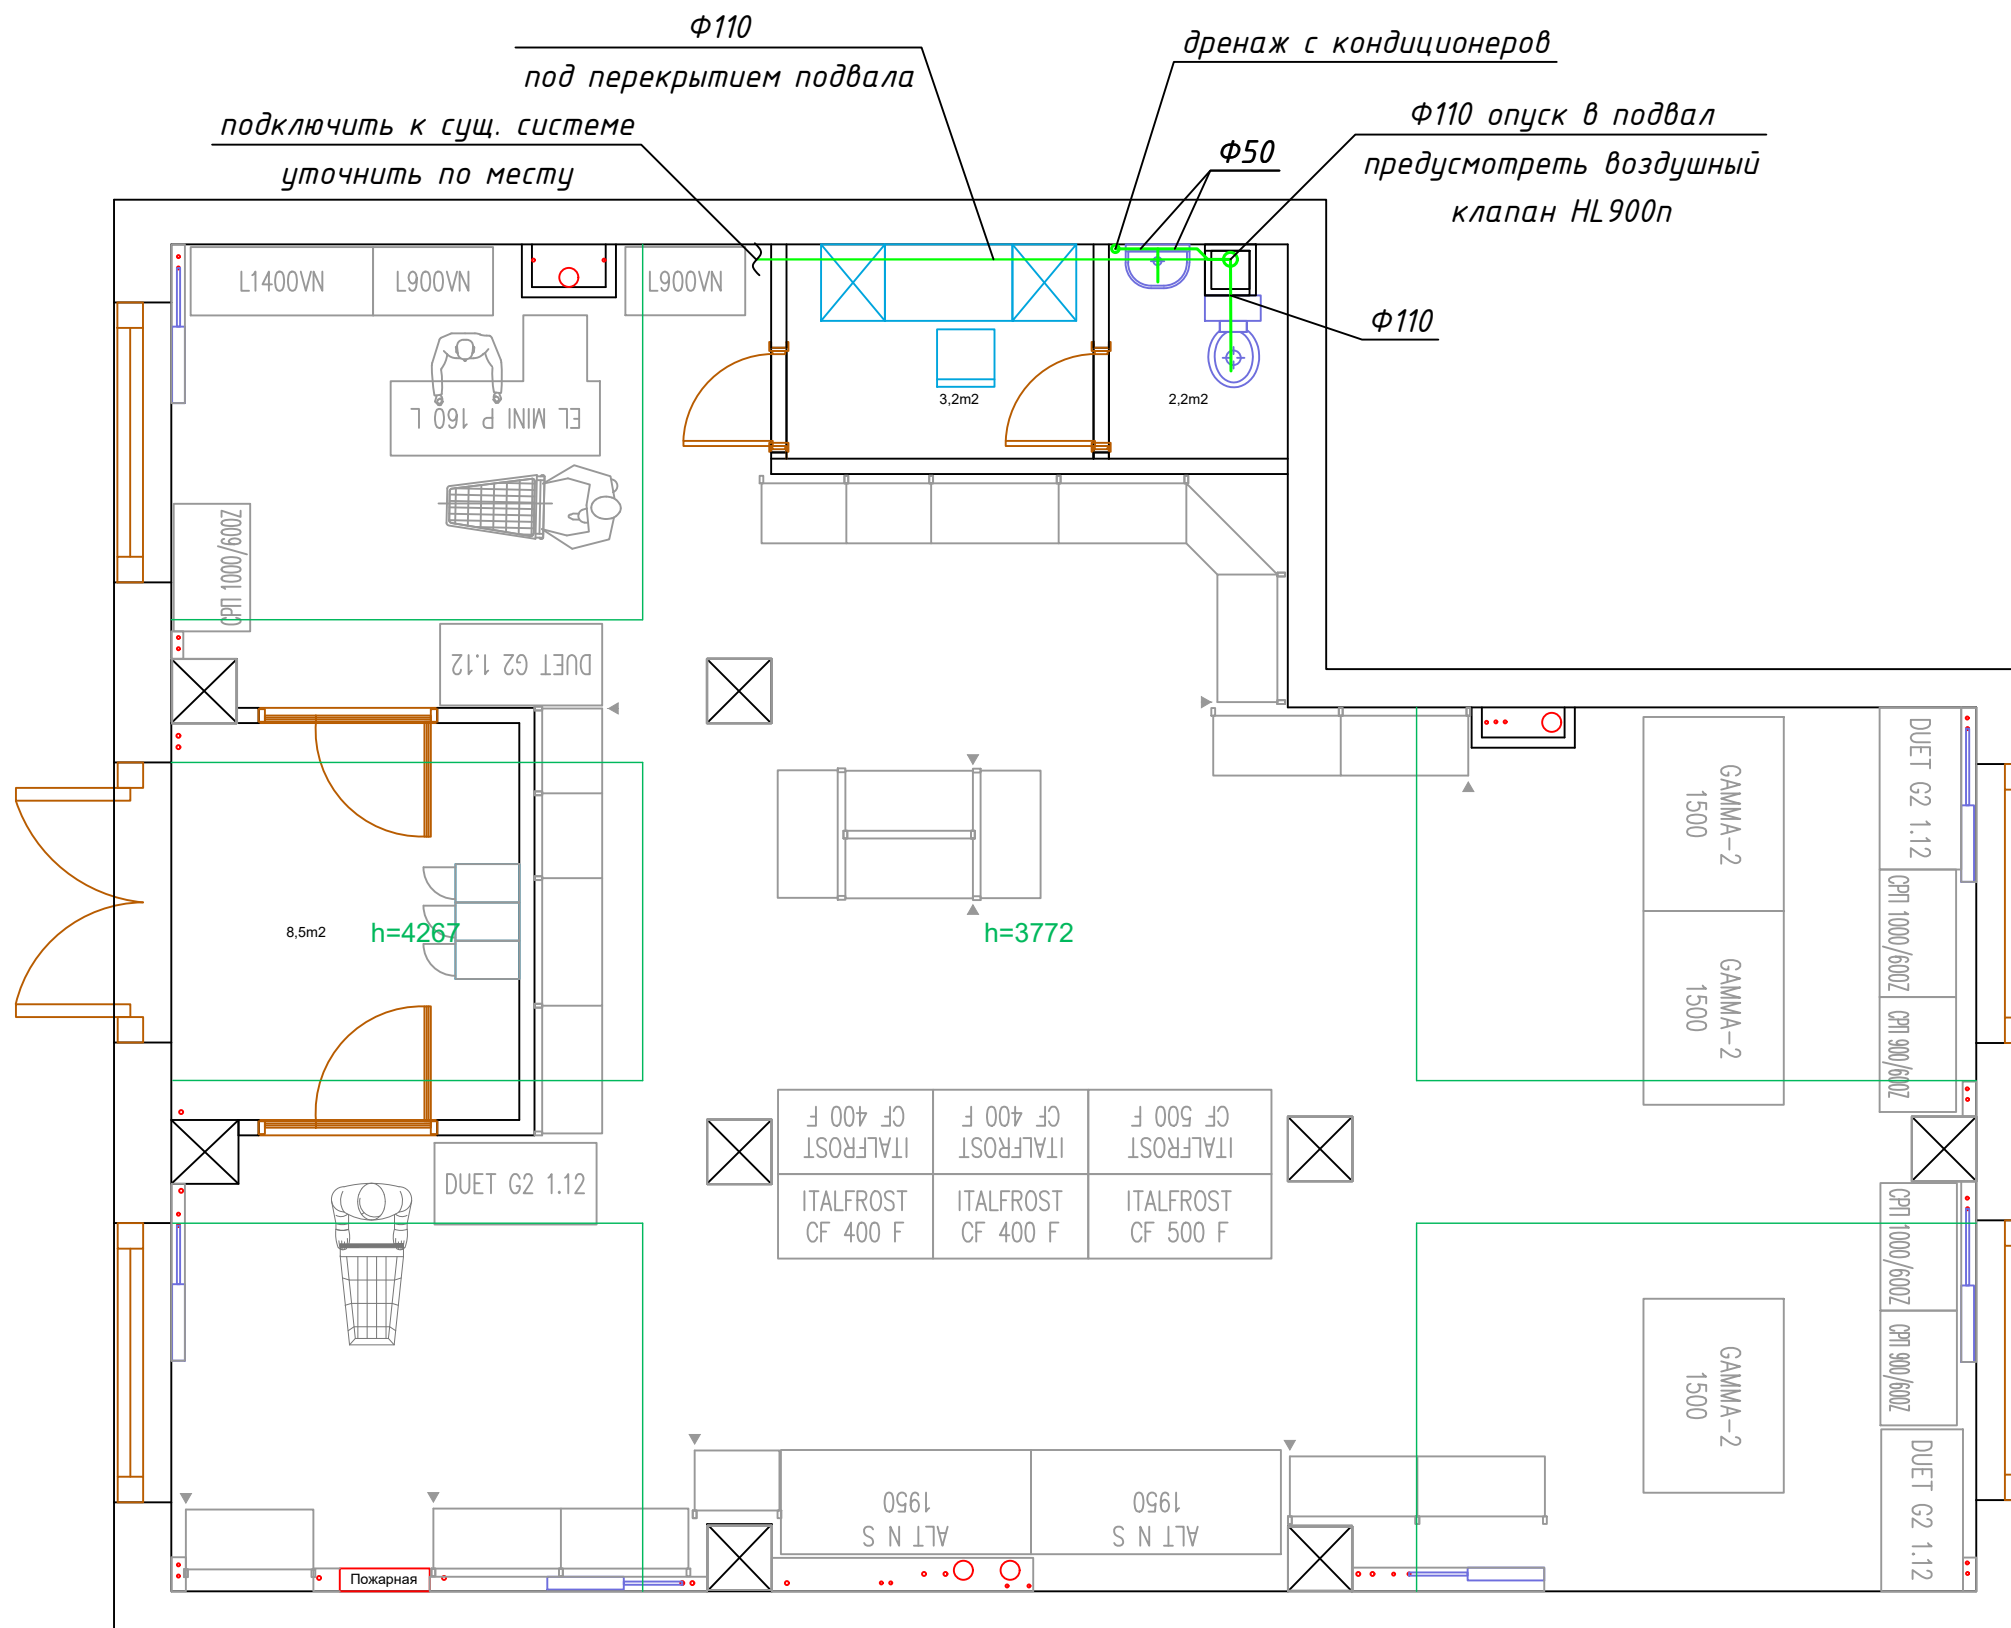 Ф110
под перекрытием подвала
дренаж с кондиционеров
Ф110 опуск в подвал
предусмотреть воздушный
клапан HL900n
подключить к сущ. системе
уточнить по месту
Ф50
Ф110
L1400VN
L900VN
L900VN
EL MINI P 160 L
3,2m2
2,2m2
СРП 1000/600Z
DUET G2 1.12
DUET G2 1.12
GAMMA-2
1500
СРП 1000/600Z
8,5m2
h=4267
h=3772
GAMMA-2
1500
СРП 900/600Z
ITALFROST
CF 400 F
ITALFROST
CF 400 F
ITALFROST
CF 500 F
DUET G2 1.12
ITALFROST
CF 400 F
ITALFROST
CF 400 F
ITALFROST
CF 500 F
СРП 1000/600Z
GAMMA-2
1500
СРП 900/600Z
ALT N S
1950
ALT N S
1950
DUET G2 1.12
Пожарная